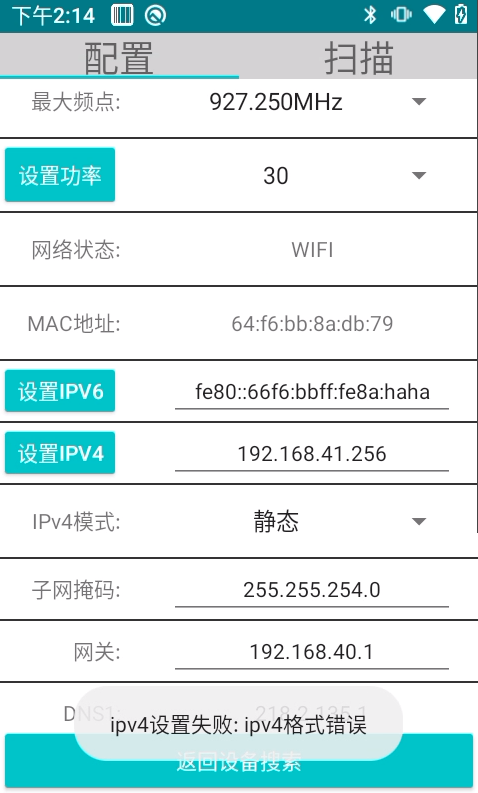 下午2:14
配置 扫描
最大频点: 927.250MHz
设置功率 30
网络状态: WIFI
MAC地址: 64:f6:bb:8a:db:79
设置IPV6 fe80::66f6:bbff:fe8a:haha
设置IPV4 192.168.41.256
IPv4模式: 静态
子网掩码: 255.255.254.0
网关: 192.168.40.1
DNS1: 218.2.135.1
ipv4设置失败: ipv4格式错误
返回设备搜索